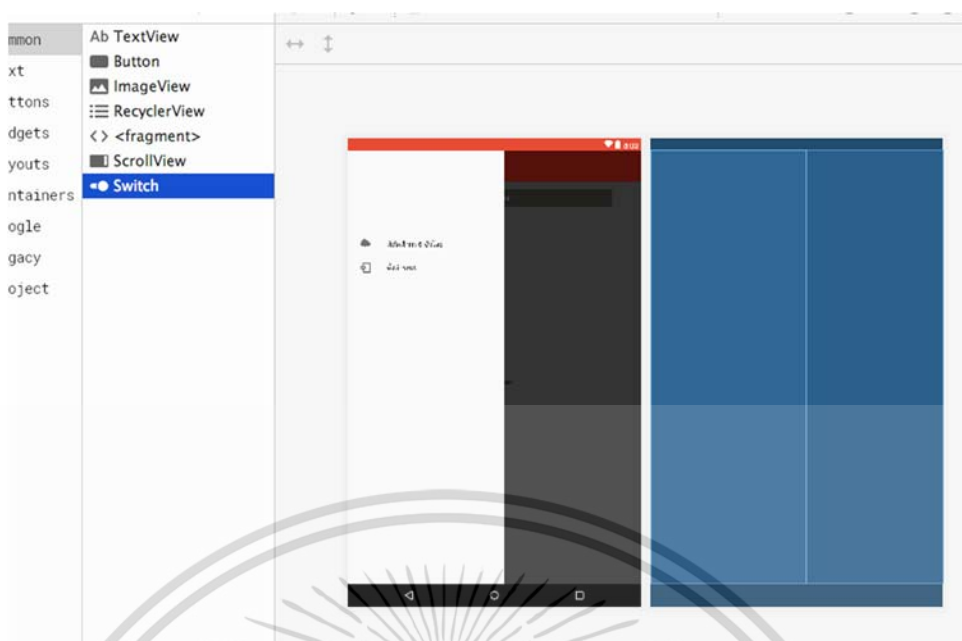 mmon
xt
ttons
dgets
youts
ntainers
ogle
gacy
oject
Ab TextView
Button
ImageView
RecyclerView
<> <fragment>
ScrollView
Switch